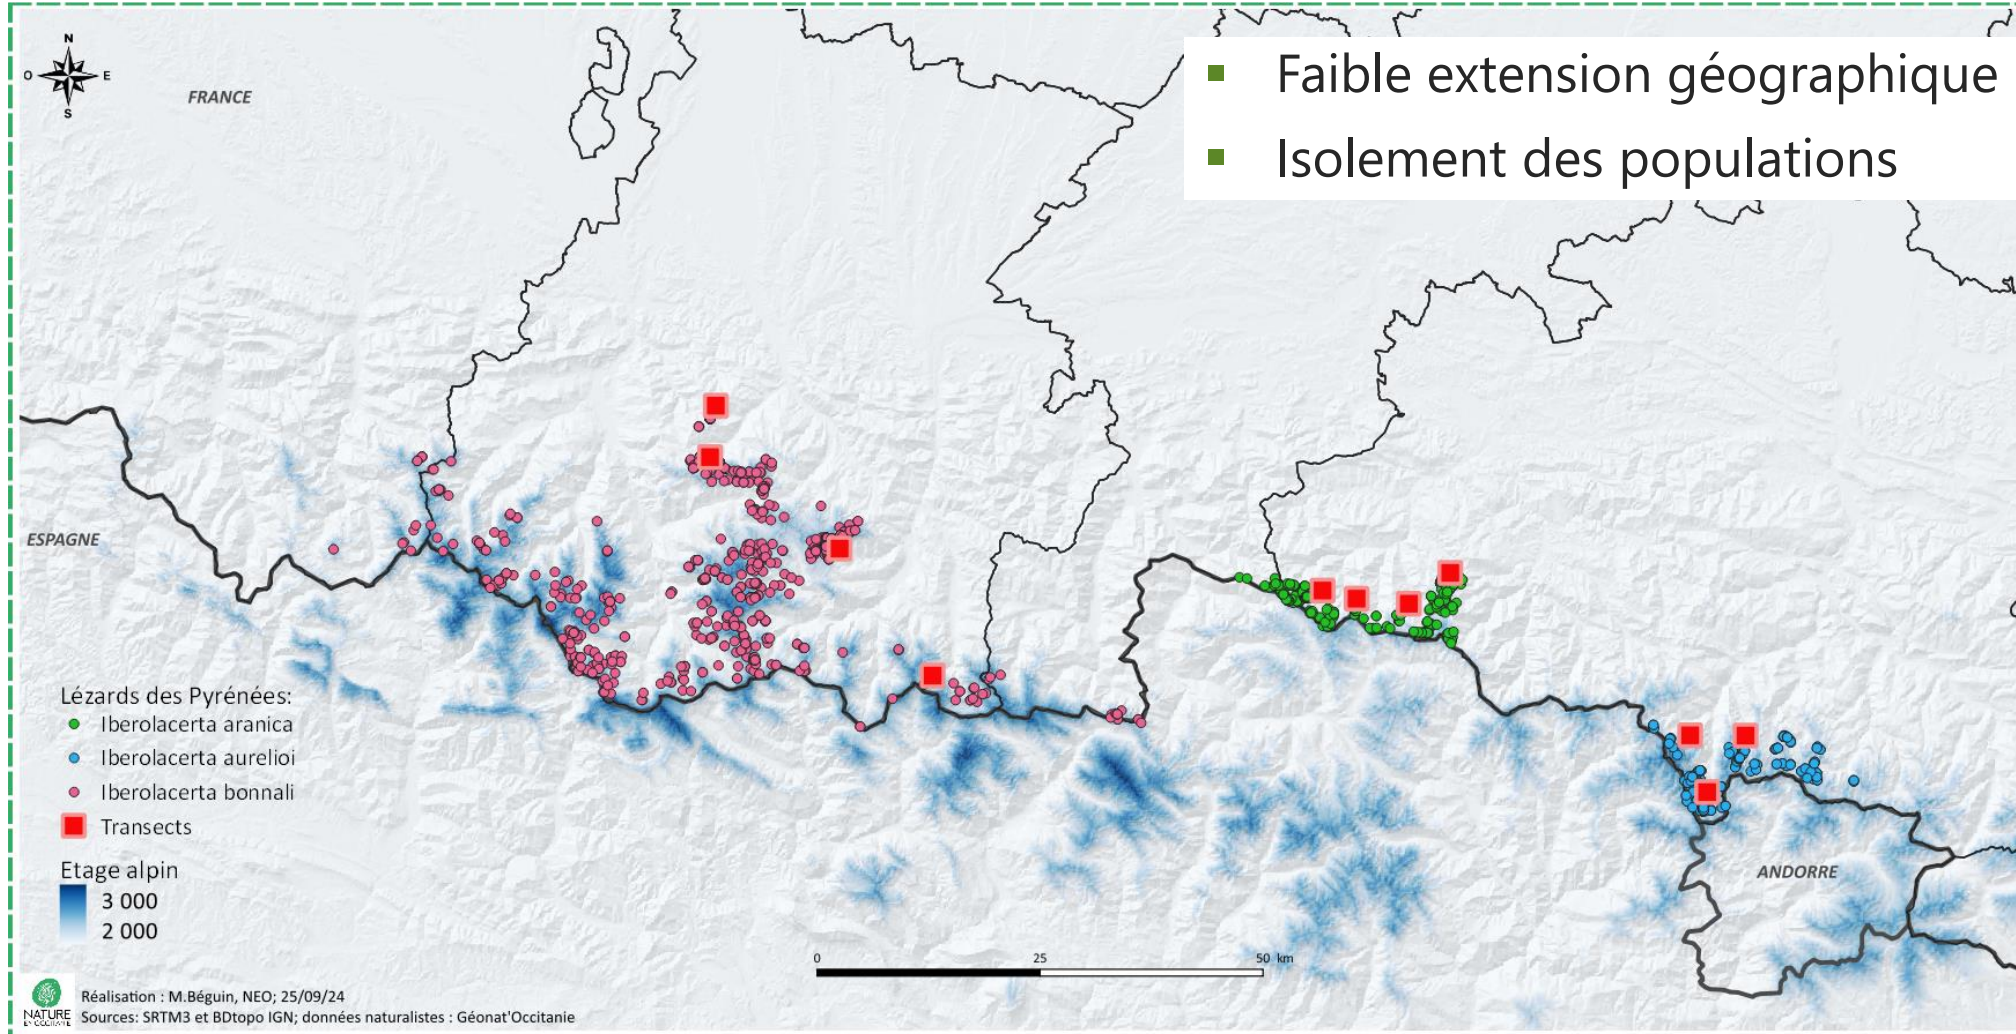 ▪ Faible extension géographique
▪ Isolement des populations
N
O E
S
FRANCE
ESPAGNE
ANDORRE
Lézards des Pyrénées:
Iberolacerta aranica
Iberolacerta aurelioi
Iberolacerta bonnali
Transects
Etage alpin
3 000
2 000
0 25 50 km
NATURE
EN OCCITANIE
Réalisation : M.Béguin, NEO; 25/09/24
Sources: SRTM3 et BDtopo IGN; données naturalistes : Géonat'Occitanie